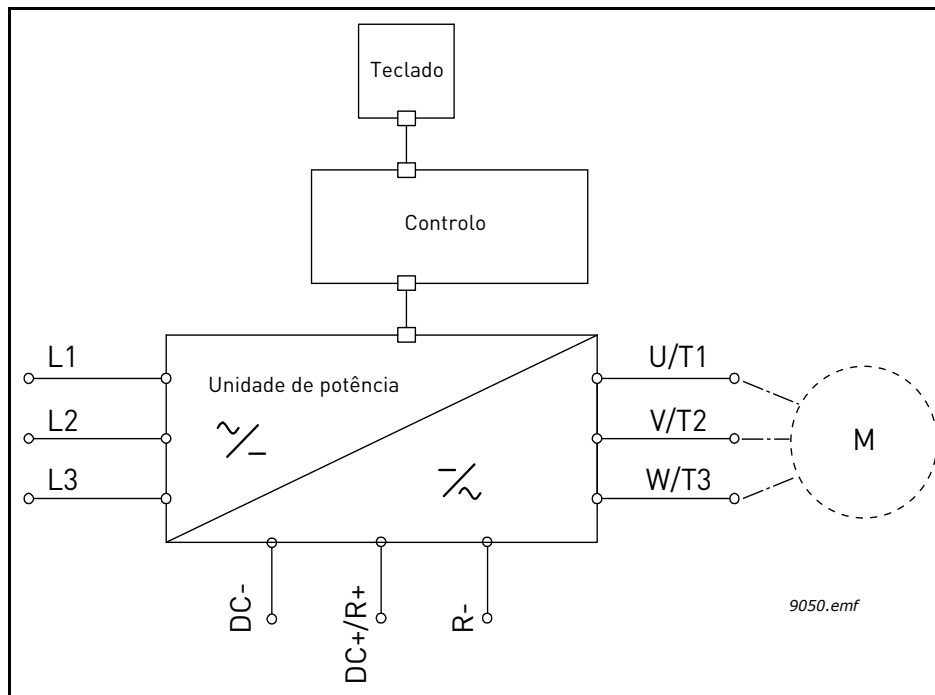 Teclado
Controlo
L1
L2
L3
Unidade de potência
~/–
–/~
U/T1
V/T2
W/T3
M
DC-
DC+/R+
R-
9050.emf